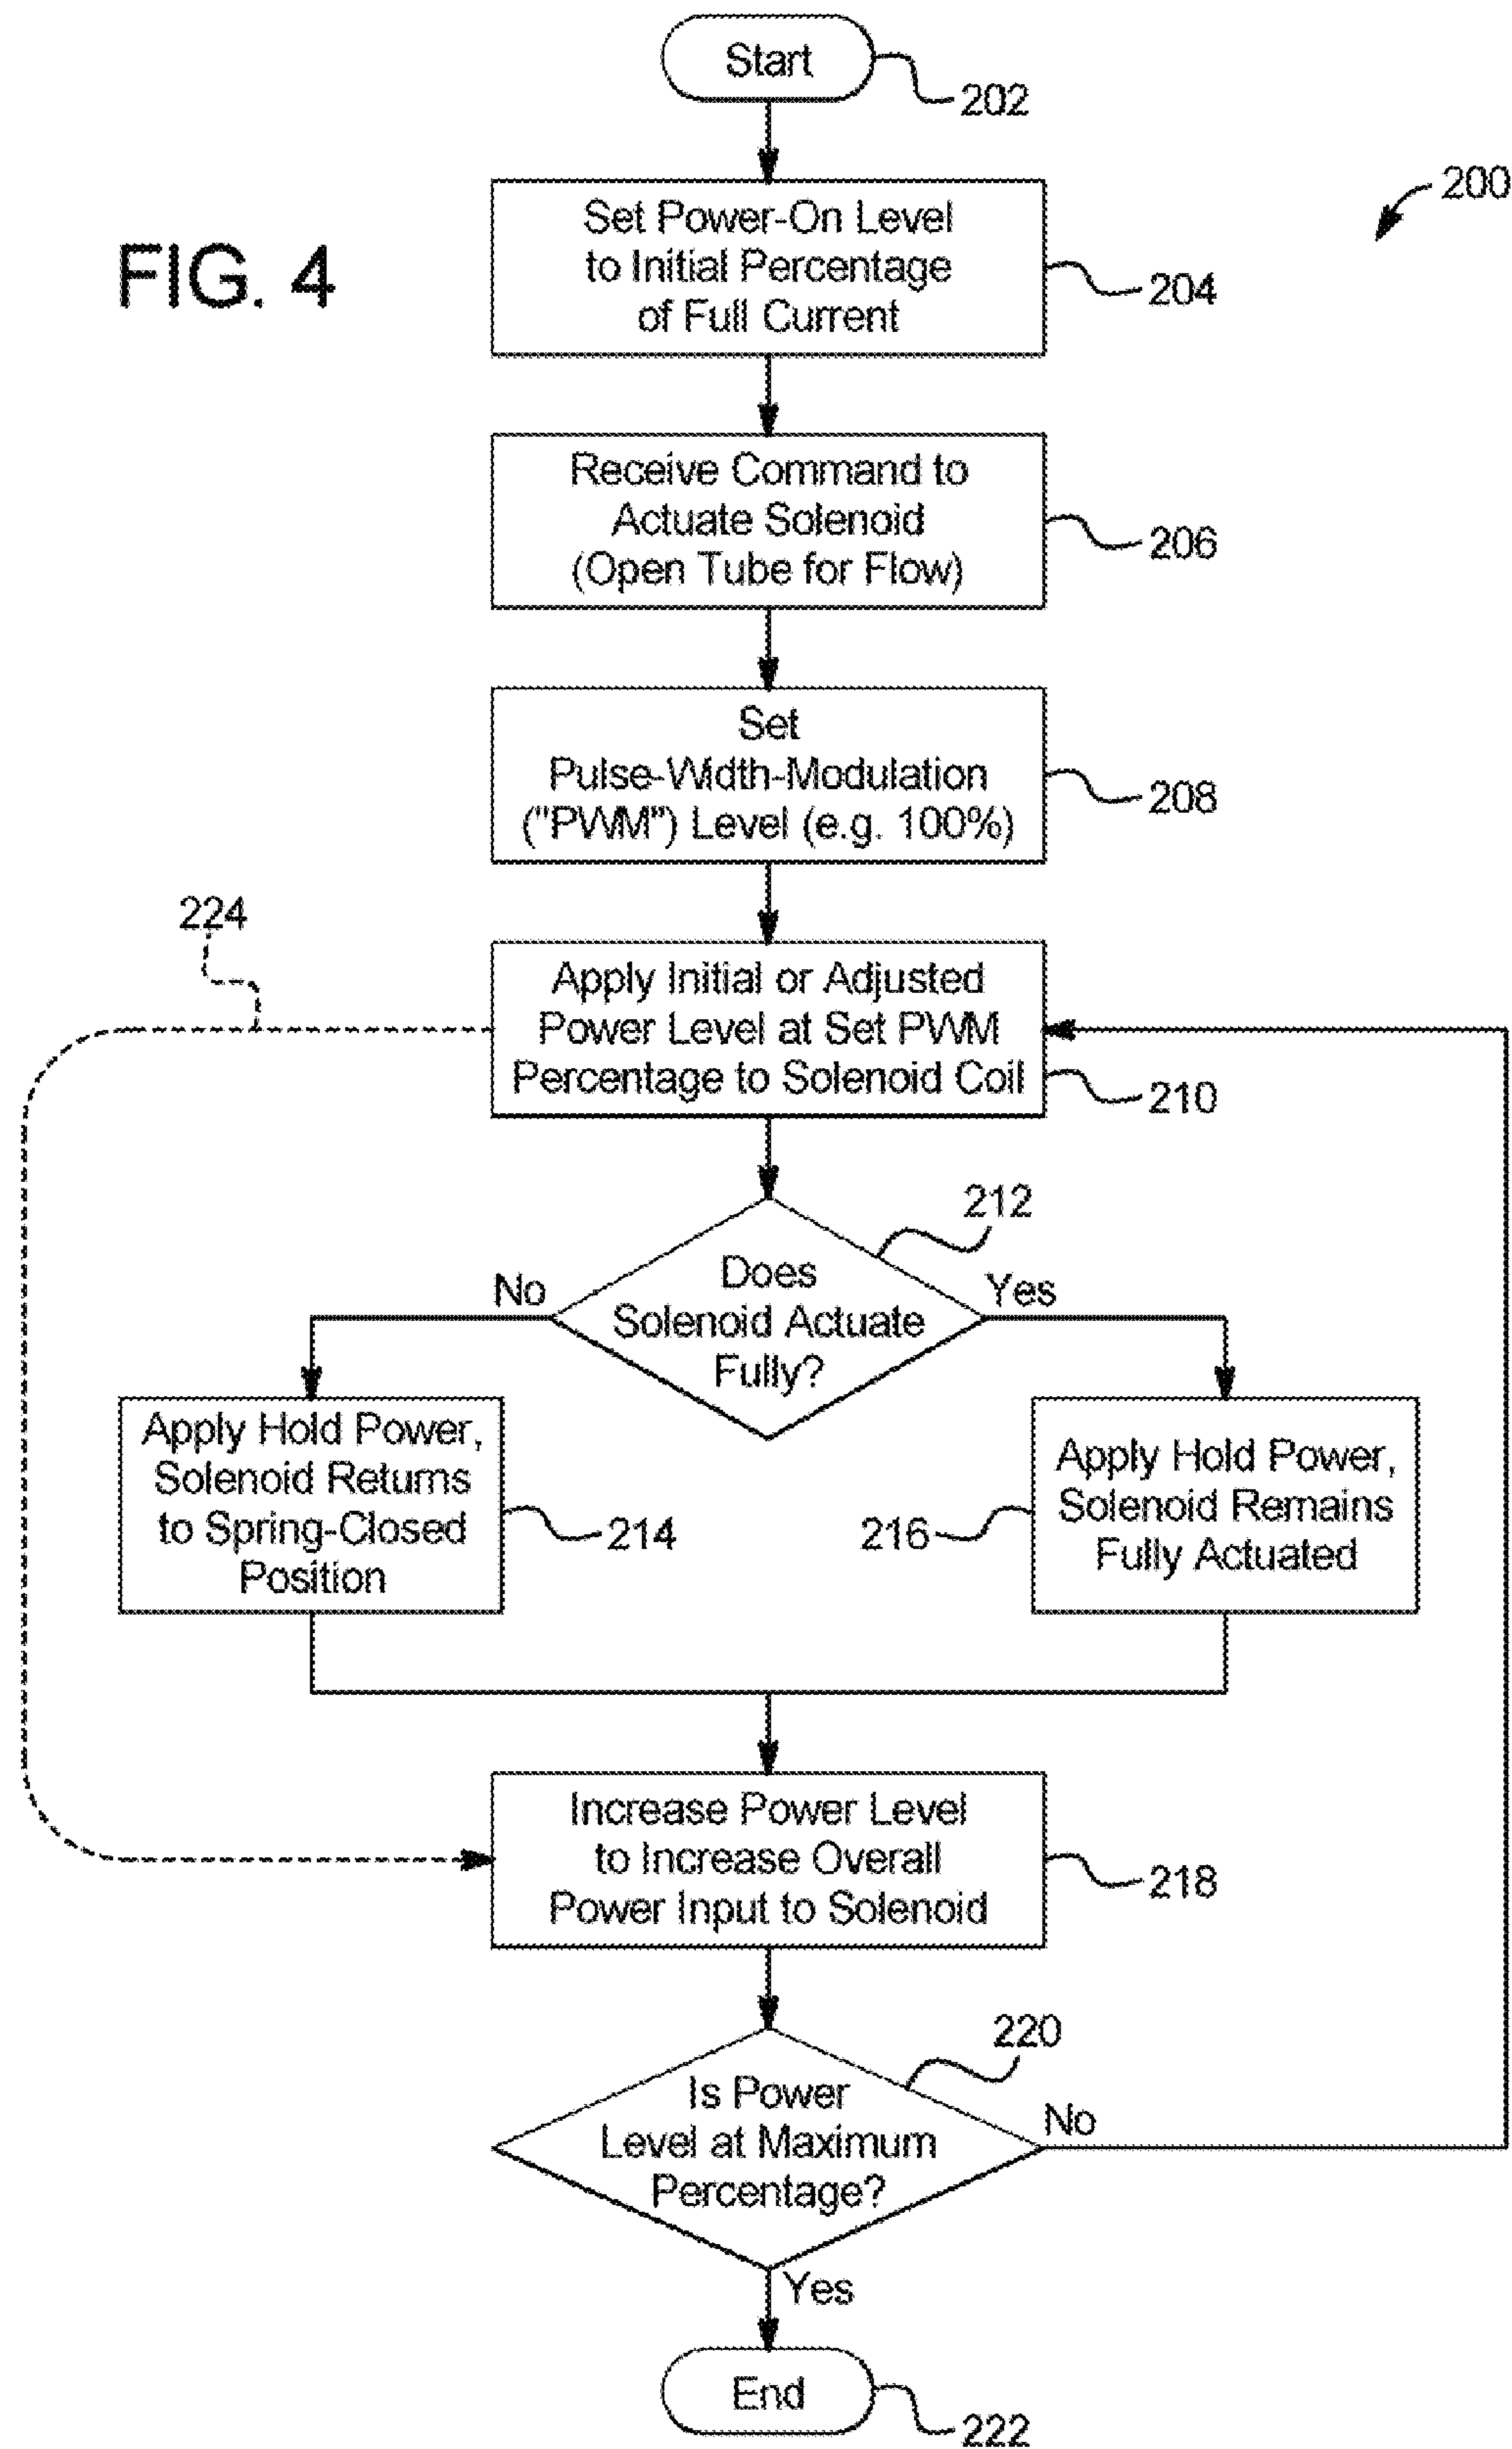 Start
202
200
FIG. 4
Set Power-On Level
to Initial Percentage
of Full Current
204
Receive Command to
Actuate Solenoid
(Open Tube for Flow)
206
Set
Pulse-Width-Modulation
("PWM") Level (e.g. 100%)
208
224
Apply Initial or Adjusted
Power Level at Set PWM
Percentage to Solenoid Coil
210
212
Does
Solenoid Actuate
Fully?
No
Yes
Apply Hold Power,
Solenoid Returns
to Spring-Closed
Position
214
Apply Hold Power,
Solenoid Remains
Fully Actuated
216
Increase Power Level
to Increase Overall
Power Input to Solenoid
218
220
Is Power
Level at Maximum
Percentage?
No
Yes
End
222